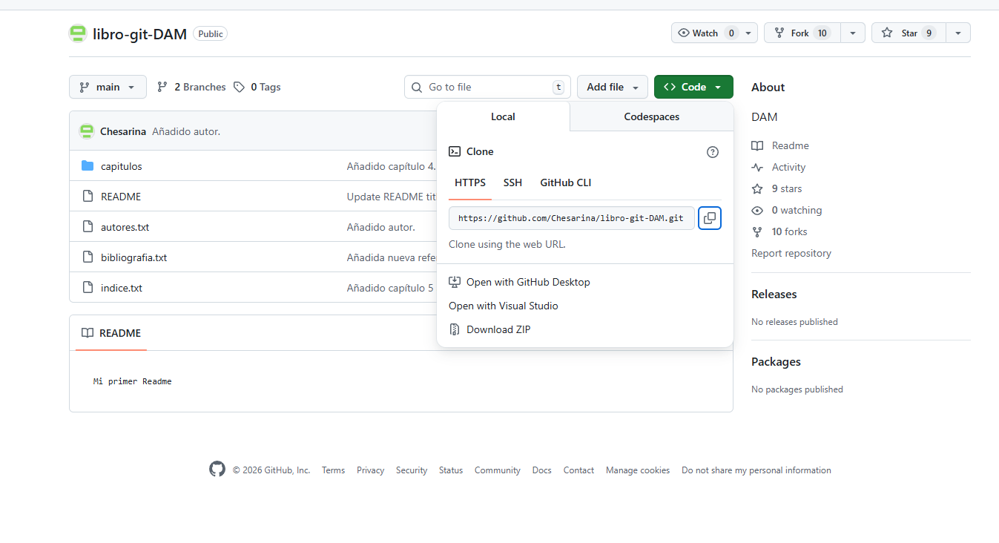 libro-git-DAM Public Watch 0 Fork 10 Star 9
main 2 Branches 0 Tags Go to file t Add file Code
Chesarina Añadido autor.
capitulos Añadido capítulo 4.
README Update README tit
autores.txt Añadido autor.
bibliografia.txt Añadida nueva refe
indice.txt Añadido capítulo 5
README
Mi primer Readme
Local Codespaces
Clone
HTTPS SSH GitHub CLI
https://github.com/Chesarina/libro-git-DAM.git
Clone using the web URL.
Open with GitHub Desktop
Open with Visual Studio
Download ZIP
About
DAM
Readme
Activity
9 stars
0 watching
10 forks
Report repository
Releases
No releases published
Packages
No packages published
© 2026 GitHub, Inc. Terms Privacy Security Status Community Docs Contact Manage cookies Do not share my personal information